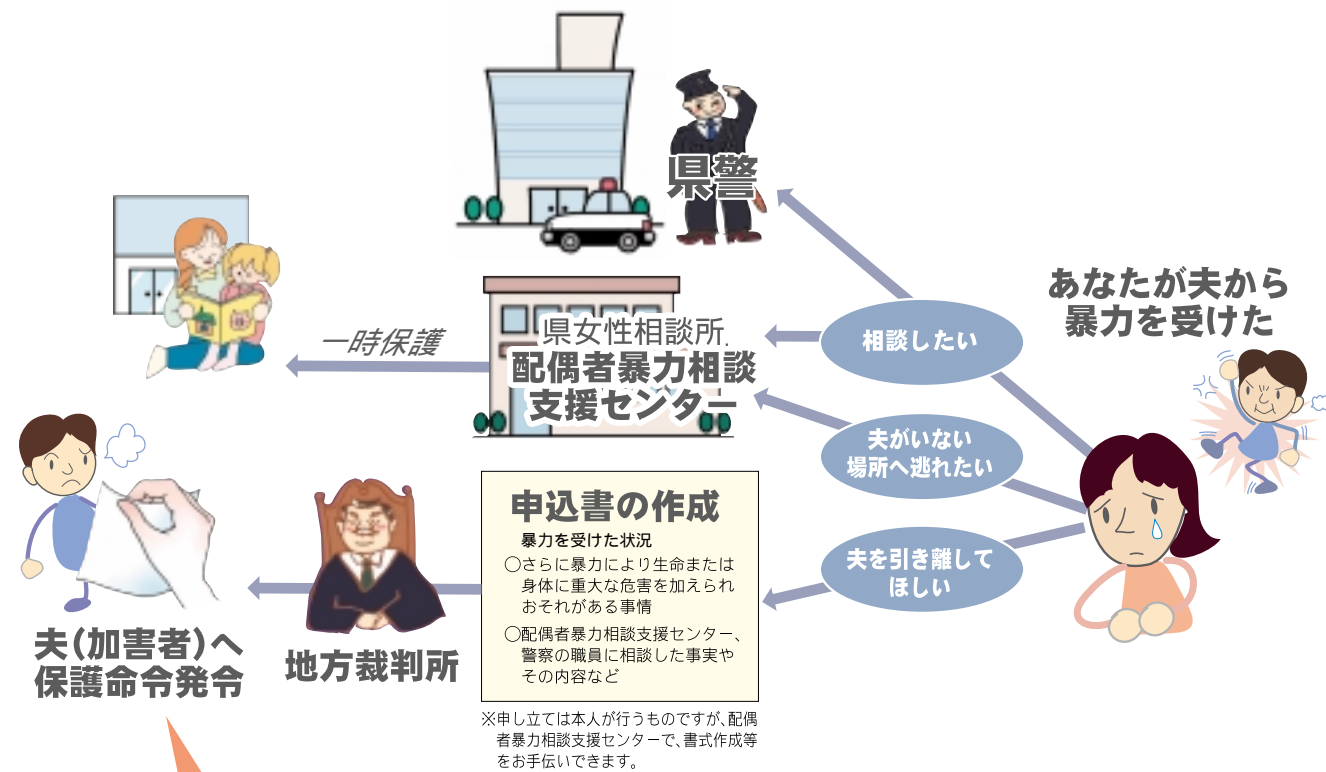 県警
あなたが夫から
暴力を受けた
相談したい
県女性相談所
配偶者暴力相談
支援センター
一時保護
夫がいない
場所へ逃れたい
夫を引き離して
ほしい
申込書の作成
暴力を受けた状況
○さらに暴力により生命または
身体に重大な危害を加えられ
おそれがある事情
○配偶者暴力相談支援センター、
警察の職員に相談した事実や
その内容など
※申し立ては本人が行うものですが、配偶
者暴力相談支援センターで、書式作成等
をお手伝いできます。
地方裁判所
夫(加害者)へ
保護命令発令